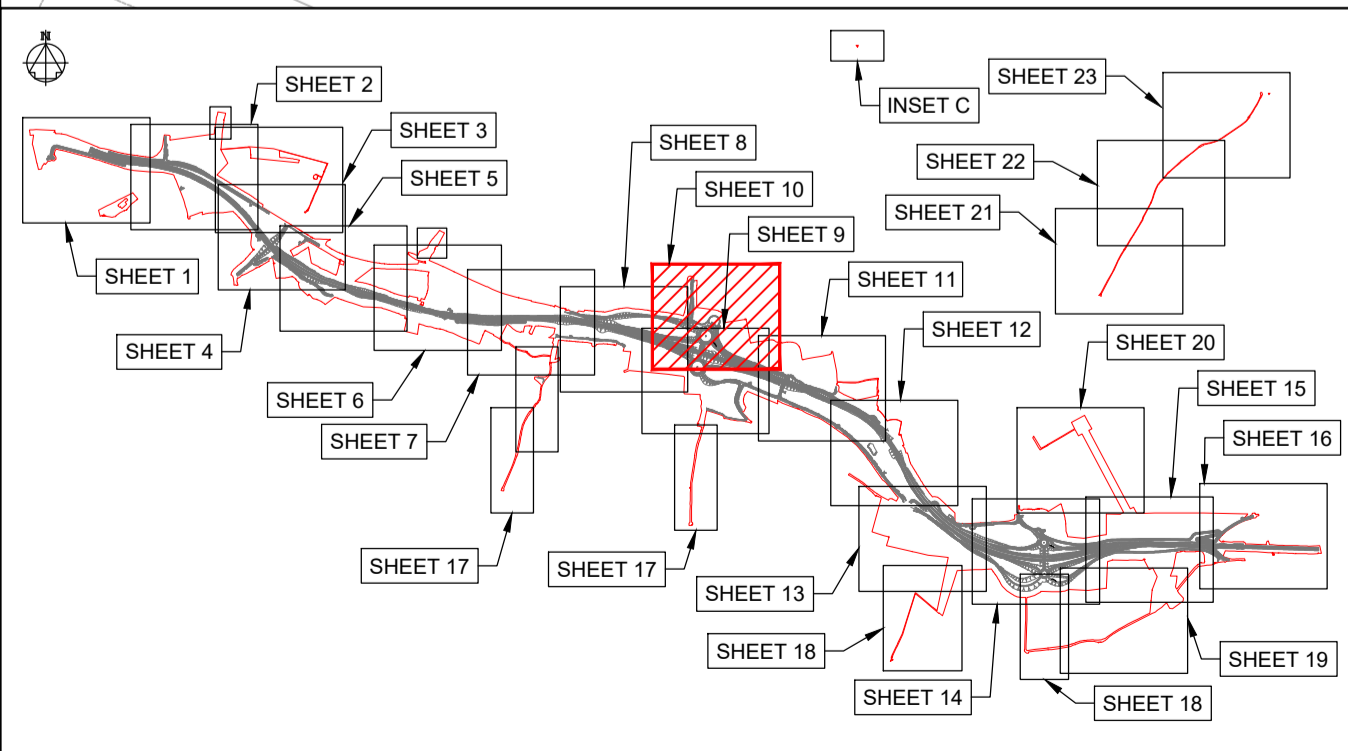 N
SHEET 2
SHEET 3
SHEET 5
SHEET 1
SHEET 4
SHEET 6
SHEET 7
SHEET 17
SHEET 8
SHEET 10
SHEET 9
SHEET 11
SHEET 12
INSET C
SHEET 23
SHEET 22
SHEET 21
SHEET 20
SHEET 15
SHEET 16
SHEET 17
SHEET 13
SHEET 18
SHEET 14
SHEET 18
SHEET 19